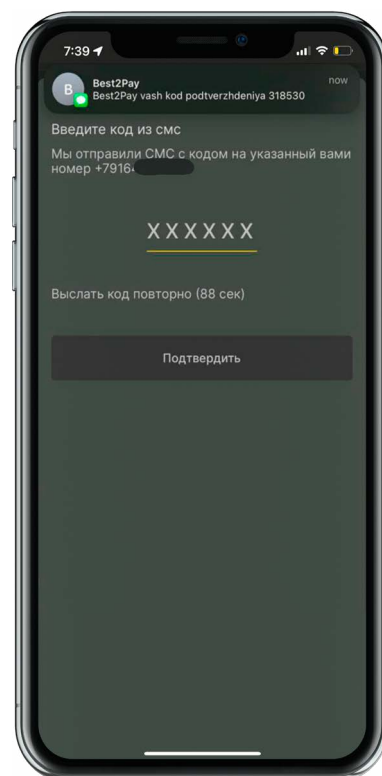 7:39
B
Best2Pay
now
Best2Pay vash kod podtverzhdeniya 318530
Введите код из смс
Мы отправили СМС с кодом на указанный вами
номер +7916
X X X X X X
Выслать код повторно (88 сек)
Подтвердить